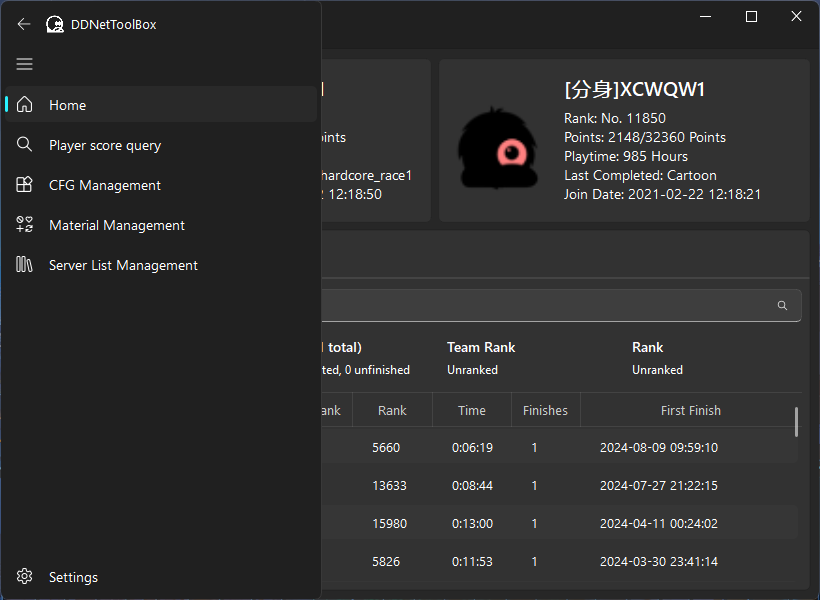 DDNetToolBox
Home
Player score query
CFG Management
Material Management
Server List Management
Settings
hardcore_race1
12:18:50
[分身]XCWQW1
Rank: No. 11850
Points: 2148/32360 Points
Playtime: 985 Hours
Last Completed: Cartoon
Join Date: 2021-02-22 12:18:21
total) Team Rank Rank
ted, 0 unfinished Unranked Unranked
ank Rank Time Finishes First Finish
5660 0:06:19 1 2024-08-09 09:59:10
13633 0:08:44 1 2024-07-27 21:22:15
15980 0:13:00 1 2024-04-11 00:24:02
5826 0:11:53 1 2024-03-30 23:41:14